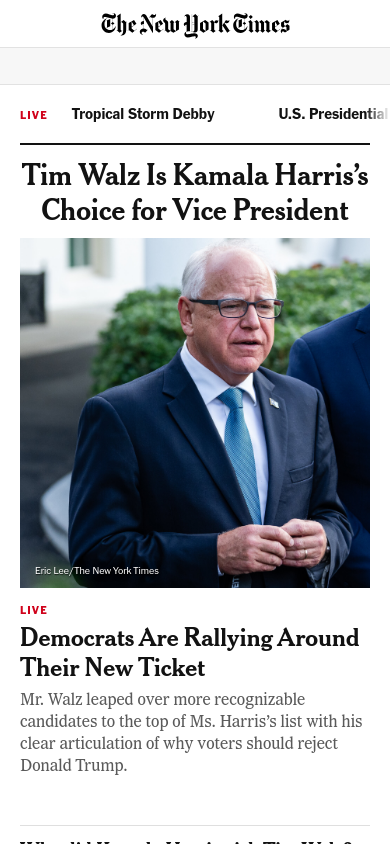 The New York Times
LIVE Tropical Storm Debby U.S. Presidential
Tim Walz Is Kamala Harris’s
Choice for Vice President
Eric Lee/The New York Times
LIVE
Democrats Are Rallying Around
Their New Ticket
Mr. Walz leaped over more recognizable
candidates to the top of Ms. Harris’s list with his
clear articulation of why voters should reject
Donald Trump.